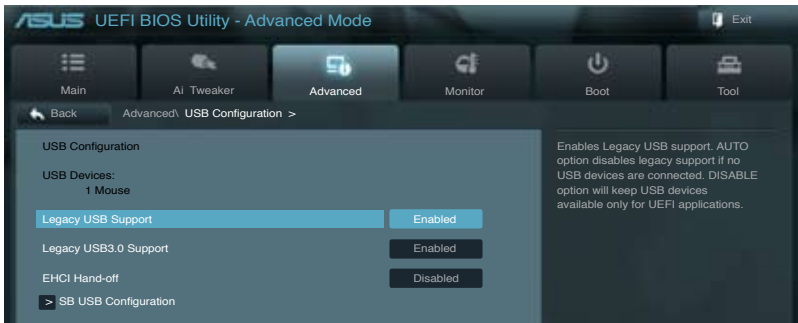 ASUS UEFI BIOS Utility - Advanced Mode
Exit
Main
Ai Tweaker
Advanced
Monitor
Boot
Tool
Back
Advanced\ USB Configuration >
USB Configuration
USB Devices:
1 Mouse
Legacy USB Support Enabled
Legacy USB3.0 Support Enabled
EHCI Hand-off Disabled
> SB USB Configuration
Enables Legacy USB support. AUTO
option disables legacy support if no
USB devices are connected. DISABLE
option will keep USB devices
available only for UEFI applications.